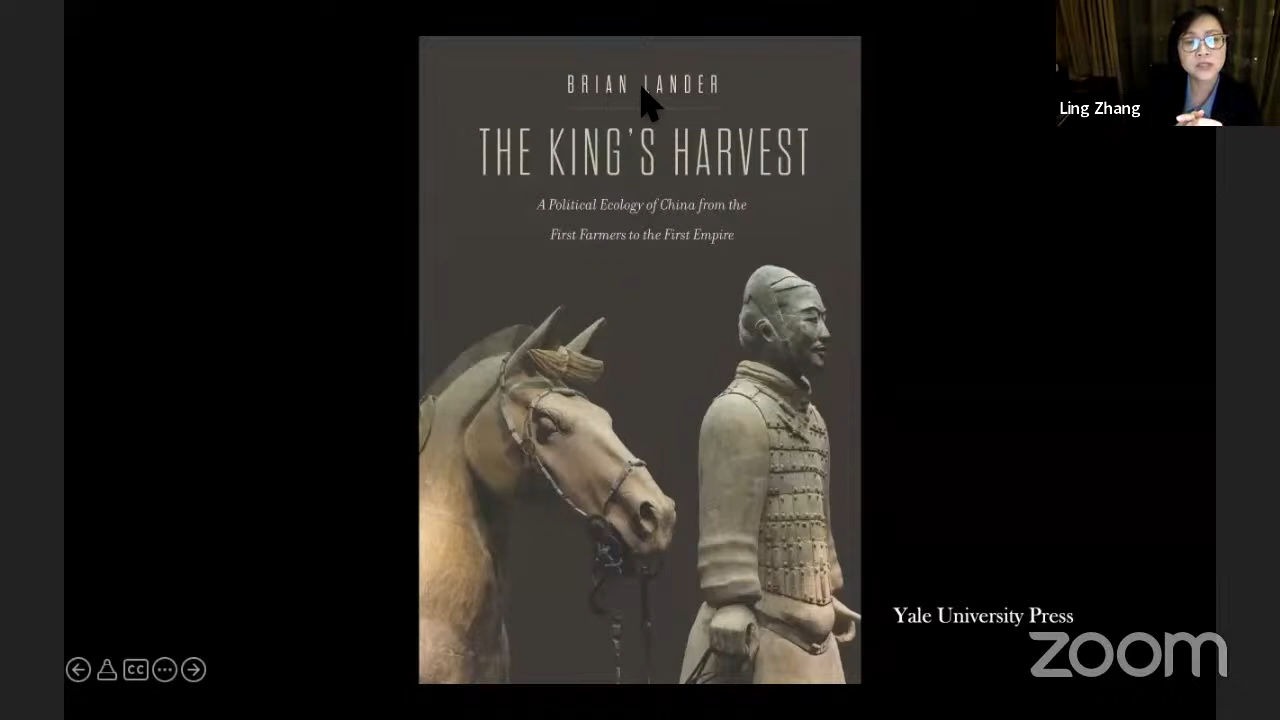 BRIAN LANDER
THE KING'S HARVEST
A Political Ecology of China from the
First Farmers to the First Empire
Ling Zhang
Yale University Press
zoom
CC